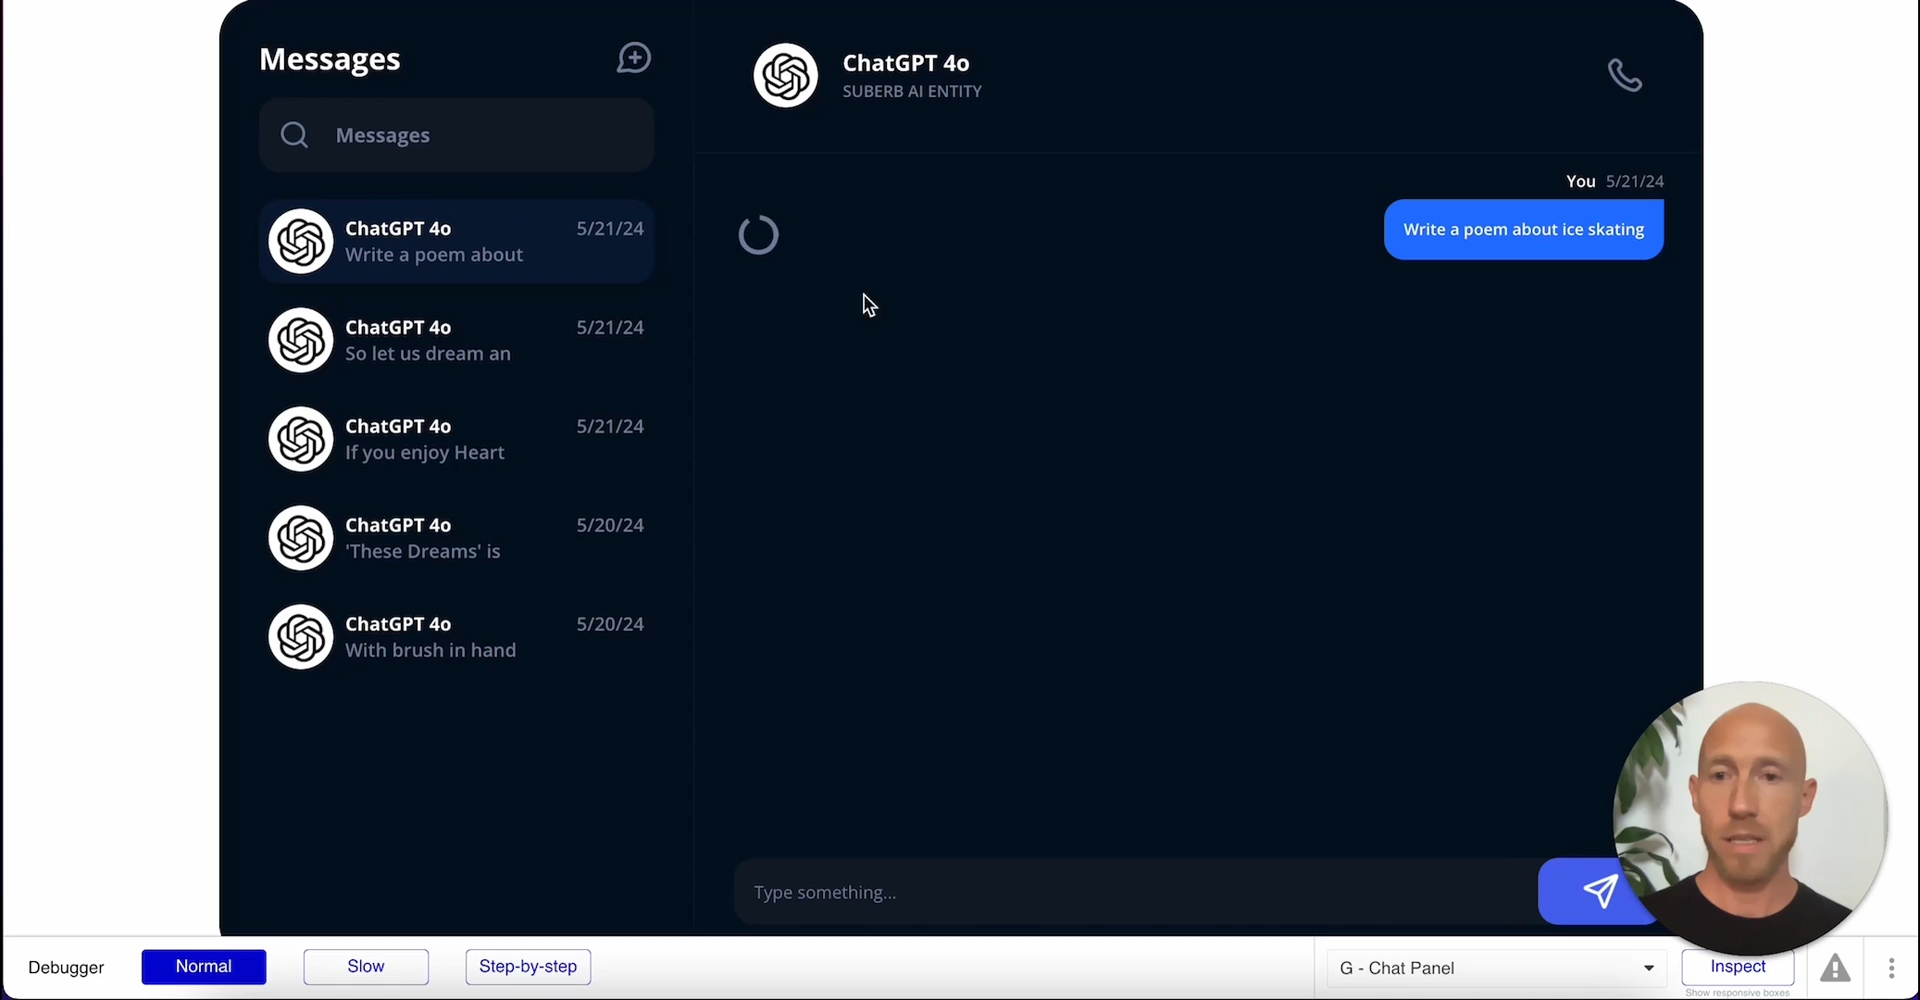 Messages
Messages
ChatGPT 4o 5/21/24
Write a poem about
ChatGPT 4o 5/21/24
So let us dream an
ChatGPT 4o 5/21/24
If you enjoy Heart
ChatGPT 4o 5/20/24
'These Dreams' is
ChatGPT 4o 5/20/24
With brush in hand
ChatGPT 4o
SUBERB AI ENTITY
You 5/21/24
Write a poem about ice skating
Type something...
Debugger Normal Slow Step-by-step G - Chat Panel Inspect
Show responsive boxes